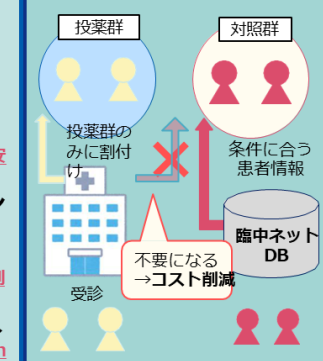 投薬群
対照群
投薬群の
みに割付
け
条件に合う
患者情報
安
ン
臨中ネット
DB
不要になる
→コスト削減
受診